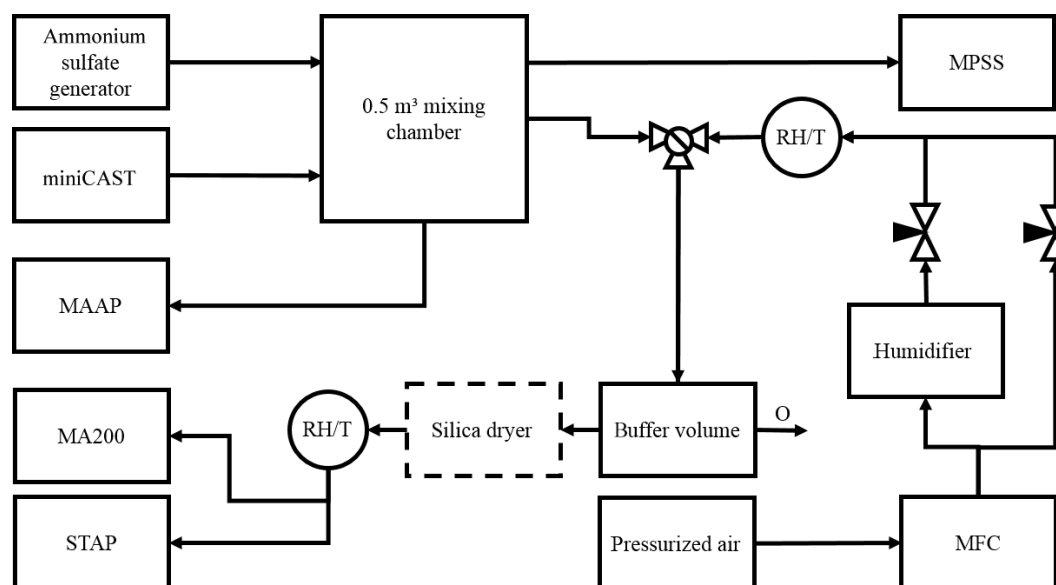 Ammonium
sulfate
generator
0.5 m³ mixing
chamber
MPSS
miniCAST
RH/T
MAAP
Humidifier
MA200
RH/T
Silica dryer
Buffer volume
O
STAP
Pressurized air
MFC